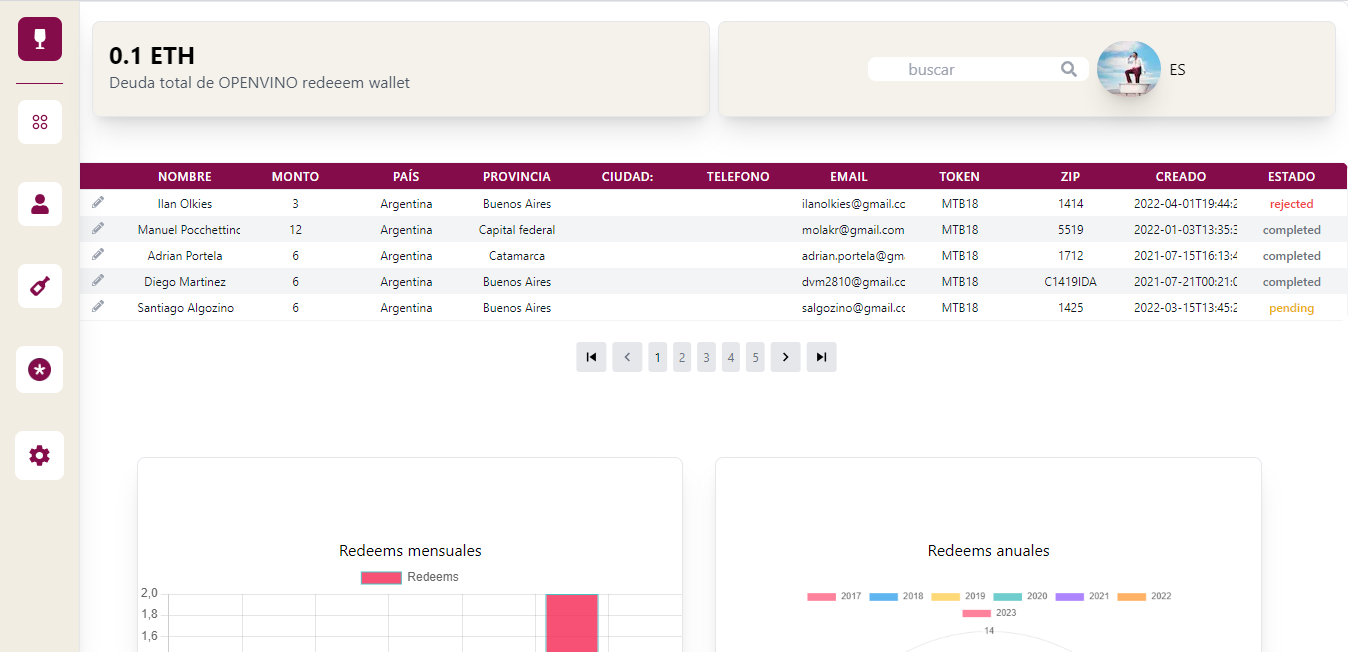 0.1 ETH
Deuda total de OPENVINO redeeem wallet
buscar
ES
NOMBRE MONTO PAÍS PROVINCIA CIUDAD: TELEFONO EMAIL TOKEN ZIP CREADO ESTADO
Ilan Olkies 3 Argentina Buenos Aires ilanolkies@gmail.cc MTB18 1414 2022-04-01T19:44:2 rejected
Manuel Pocchettinc 12 Argentina Capital federal molakr@gmail.com MTB18 5519 2022-01-03T13:35:3 completed
Adrian Portela 6 Argentina Catamarca adrian.portela@gm MTB18 1712 2021-07-15T16:13:4 completed
Diego Martinez 6 Argentina Buenos Aires dvm2810@gmail.cc MTB18 C1419IDA 2021-07-21T00:21:0 completed
Santiago Algozino 6 Argentina Buenos Aires salgozino@gmail.cc MTB18 1425 2022-03-15T13:45:2 pending
1 2 3 4 5
Redeems mensuales
Redeems
2,0
1,8
1,6
Redeems anuales
2017 2018 2019 2020 2021 2022
2023
14